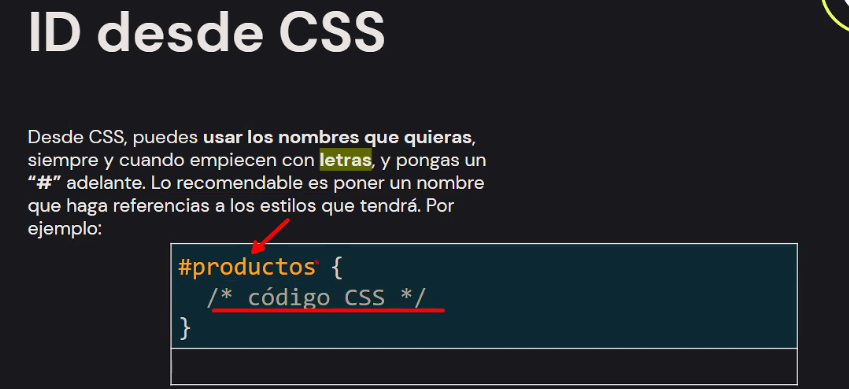 ID desde CSS
Desde CSS, puedes usar los nombres que quieras,
siempre y cuando empiecen con letras, y pongas un
“#” adelante. Lo recomendable es poner un nombre
que haga referencias a los estilos que tendrá. Por
ejemplo:
#productos {
/* código CSS */
}